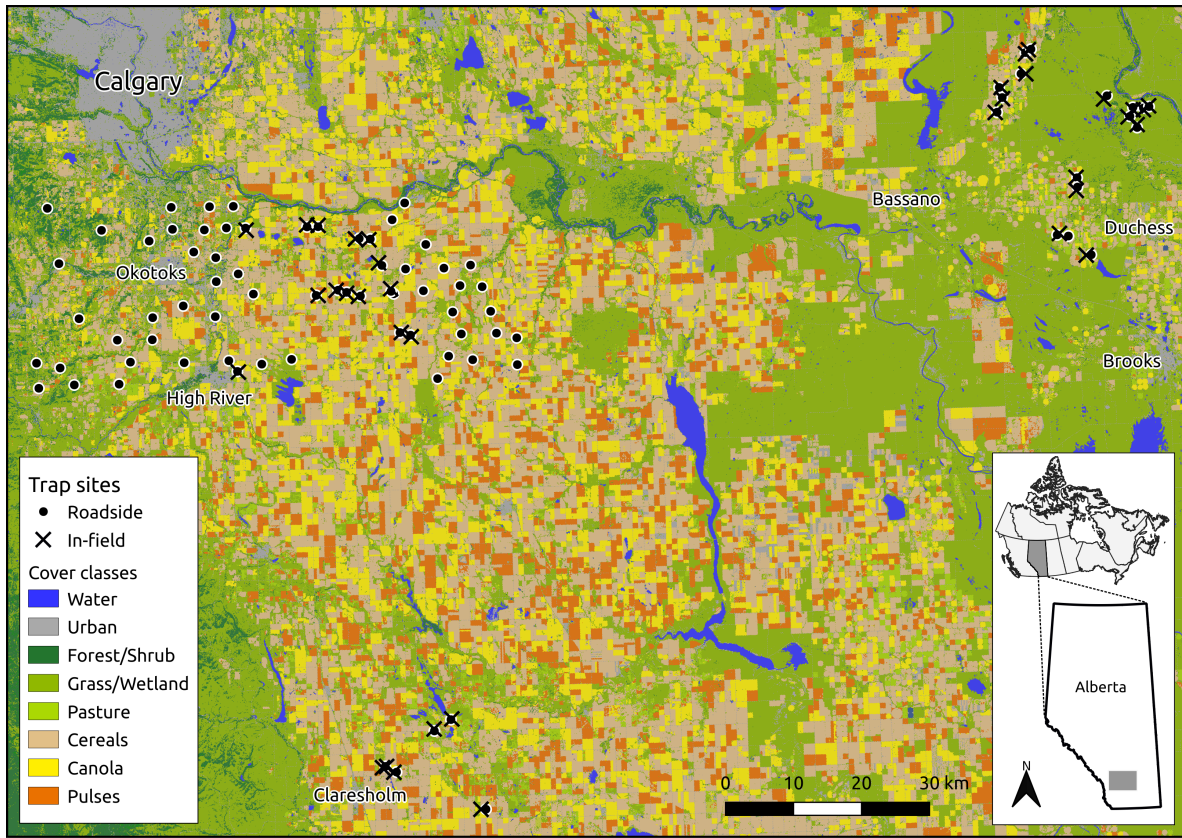 Calgary
Bassano
Duchess
Okotoks
Brooks
High River
Trap sites
Roadside
In-field
Cover classes
Water
Urban
Forest/Shrub
Grass/Wetland
Pasture
Cereals
Canola
Pulses
Claresholm
0 10 20 30 km
Alberta
N